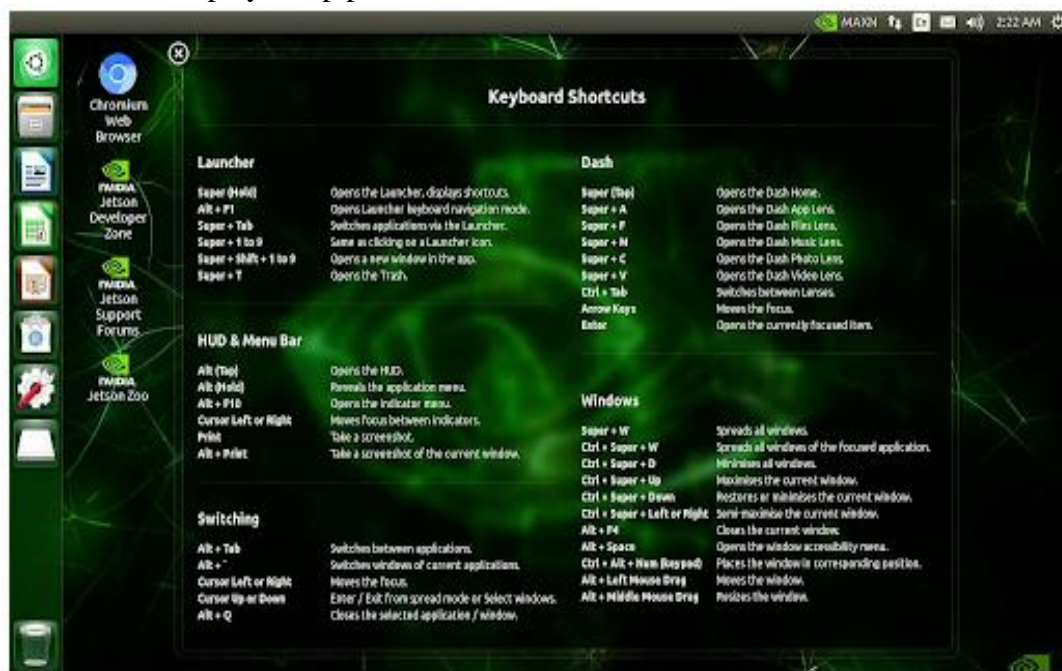 MAXN
2:22 AM
Chromium
Web
Browser
NVIDIA
Jetson
Developer
Zone
NVIDIA
Jetson
Support
Forums
NVIDIA
Jetson Zoo
Keyboard Shortcuts
Launcher
Super (Hold) Opens the Launcher, displays shortcuts.
Alt + F1 Opens Launcher keyboard navigation mode.
Super + Tab Switches applications via the Launcher.
Super + 1 to 9 Same as clicking on a Launcher icon.
Super + Shift + 1 to 9 Opens a new window in the app.
Super + T Opens the Trash.
HUD & Menu Bar
Alt (Tap) Opens the HUD.
Alt (Hold) Reveals the application menu.
Alt + F10 Opens the indicator menu.
Cursor Left or Right Moves focus between indicators.
Print Take a screenshot.
Alt + Print Take a screenshot of the current window.
Switching
Alt + Tab Switches between applications.
Alt + ` Switches windows of current applications.
Cursor Left or Right Moves the focus.
Cursor Up or Down Enter / Exit from spread mode or Select windows.
Alt + Q Closes the selected application / window.
Dash
Super (Tap) Opens the Dash Home.
Super + A Opens the Dash App Lens.
Super + F Opens the Dash Files Lens.
Super + M Opens the Dash Music Lens.
Super + C Opens the Dash Photo Lens.
Super + V Opens the Dash Video Lens.
Ctrl + Tab Switches between Lenses.
Arrow Keys Moves the focus.
Enter Opens the currently focused item.
Windows
Super + W Spreads all windows.
Ctrl + Super + W Spreads all windows of the focused application.
Ctrl + Super + D Minimises all windows.
Ctrl + Super + Up Maximises the current window.
Ctrl + Super + Down Restores or minimises the current window.
Ctrl + Super + Left or Right Semi-maximise the current window.
Alt + F4 Closes the current window.
Alt + Space Opens the window accessibility menu.
Ctrl + Alt + Num (keypad) Places the window in corresponding position.
Alt + Left Mouse Drag Moves the window.
Alt + Middle Mouse Drag Resizes the window.